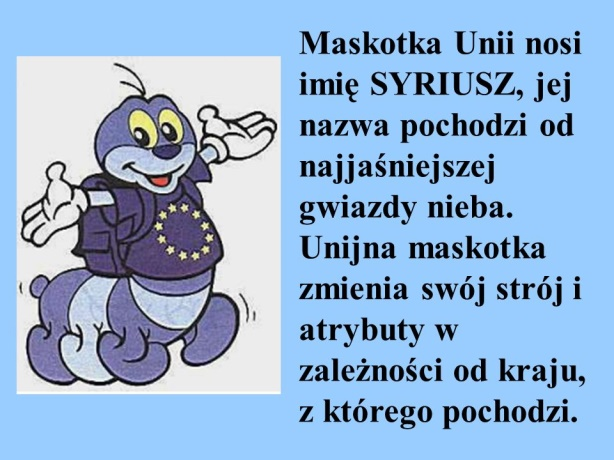 Maskotka Unii nosi
imię SYRIUSZ, jej
nazwa pochodzi od
najjaśniejszej
gwiazdy nieba.
Unijna maskotka
zmienia swój strój i
atrybuty w
zależności od kraju,
z którego pochodzi.